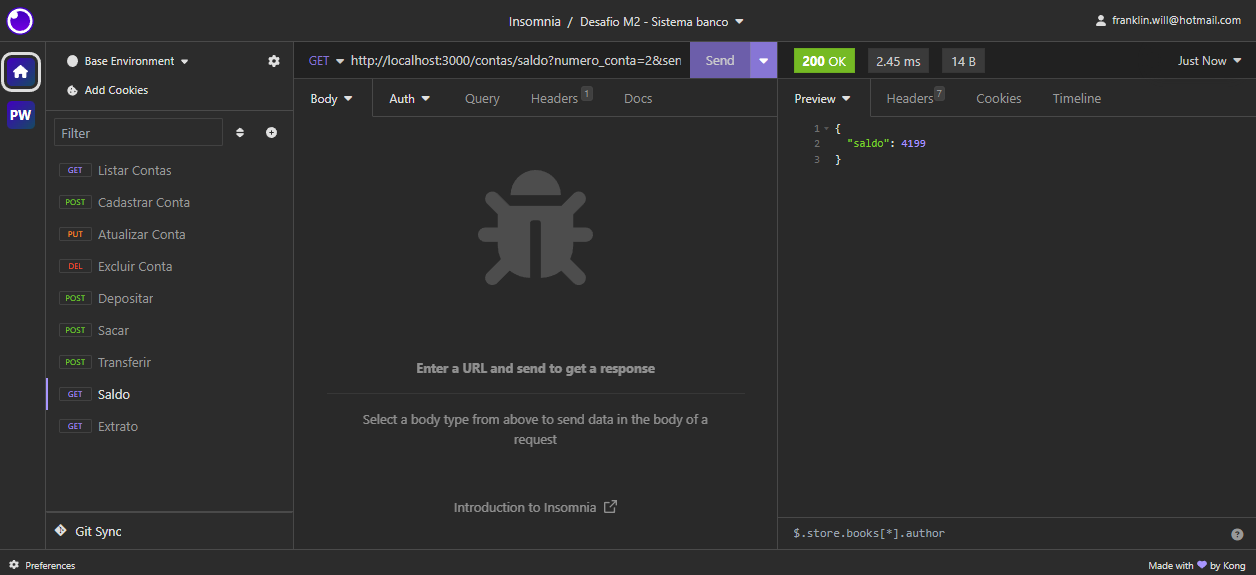 Insomnia / Desafio M2 - Sistema banco
franklin.will@hotmail.com
PW
Base Environment
Add Cookies
Filter
GET Listar Contas
POST Cadastrar Conta
PUT Atualizar Conta
DEL Excluir Conta
POST Depositar
POST Sacar
POST Transferir
GET Saldo
GET Extrato
Git Sync
GET http://localhost:3000/contas/saldo?numero_conta=2&sen
Send
Body Auth Query Headers 1 Docs
Enter a URL and send to get a response
Select a body type from above to send data in the body of a
request
Introduction to Insomnia
200 OK 2.45 ms 14 B Just Now
Preview Headers 7 Cookies Timeline
1 {
2 "saldo": 4199
3 }
$.store.books[*].author ?
Preferences
Made with by Kong